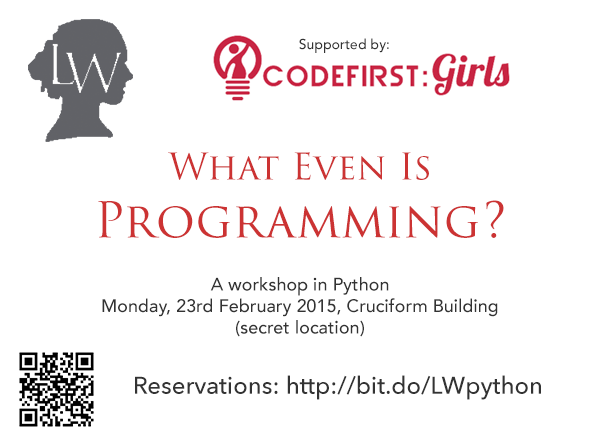 LW
Supported by:
CODEFIRST: Girls
What Even Is
Programming?
A workshop in Python
Monday, 23rd February 2015, Cruciform Building
(secret location)
Reservations: http://bit.do/LWpython